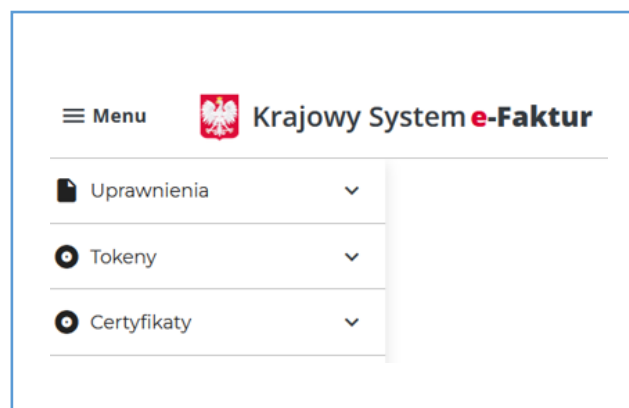 Menu
Krajowy System e-Faktur
Uprawnienia
Tokeny
Certyfikaty